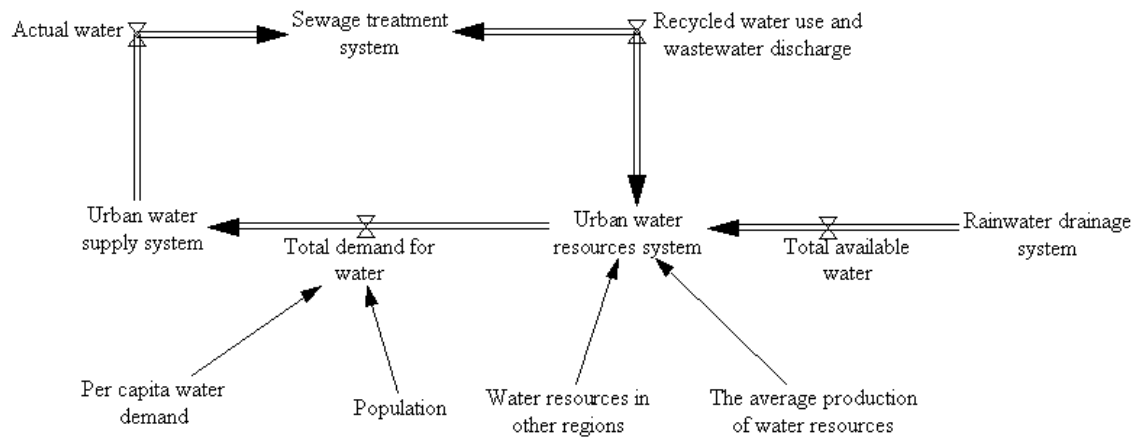 Actual water
Sewage treatment
system
Recycled water use and
wastewater discharge
Urban water
supply system
Total demand for
water
Urban water
resources system
Total available
water
Rainwater drainage
system
Per capita water
demand
Population
Water resources in
other regions
The average production
of water resources